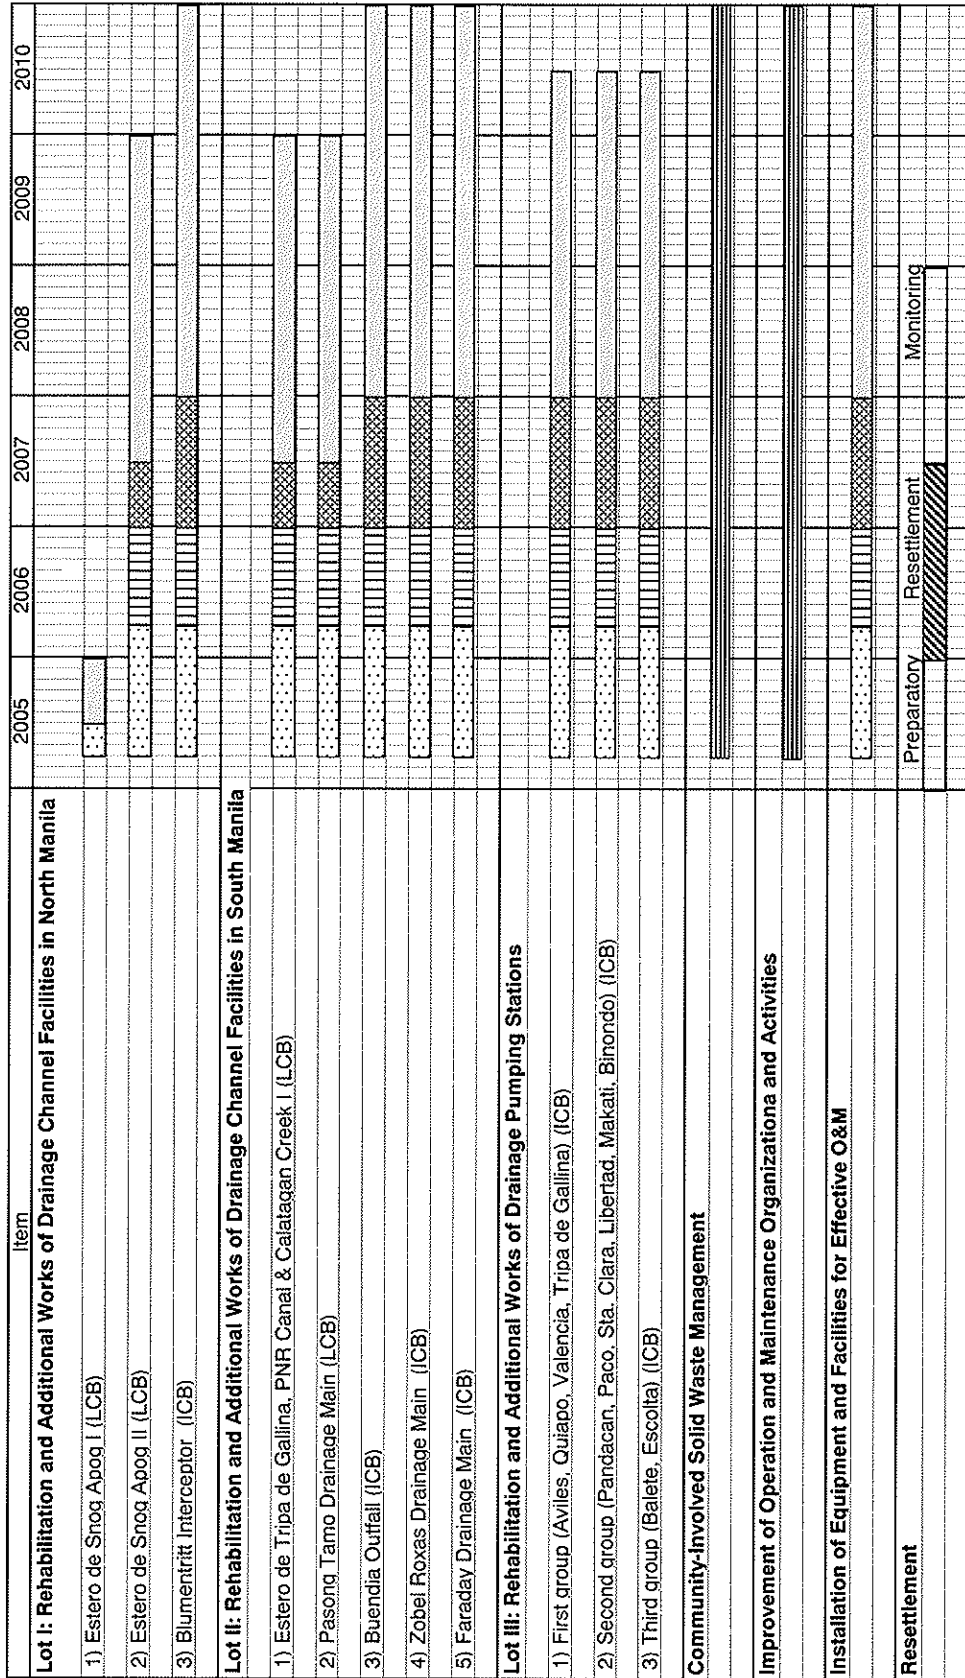 Item 2005 2006 2007 2008 2009 2010
Lot I: Rehabilitation and Additional Works of Drainage Channel Facilities in North Manila
1) Estero de Snog Apog I (LCB)
2) Estero de Snog Apog II (LCB)
3) Blumentritt Interceptor (ICB)
Lot II: Rehabilitation and Additional Works of Drainage Channel Facilities in South Manila
1) Estero de Tripa de Gallina, PNR Canal & Calatagan Creek I (LCB)
2) Pasong Tamo Drainage Main (LCB)
3) Buendia Outfall (ICB)
4) Zobel Roxas Drainage Main (ICB)
5) Faraday Drainage Main (ICB)
Lot III: Rehabilitation and Additional Works of Drainage Pumping Stations
1) First group (Aviles, Quiapo, Valencia, Tripa de Gallina) (ICB)
2) Second group (Pandacan, Paco, Sta. Clara, Libertad, Makati, Binondo) (ICB)
3) Third group (Balete, Escolta) (ICB)
Community-Involved Solid Waste Management
Improvement of Operation and Maintenance Organizationa and Activities
Installation of Equipment and Facilities for Effective O&M
Resettlement Preparatory Resettlement Monitoring